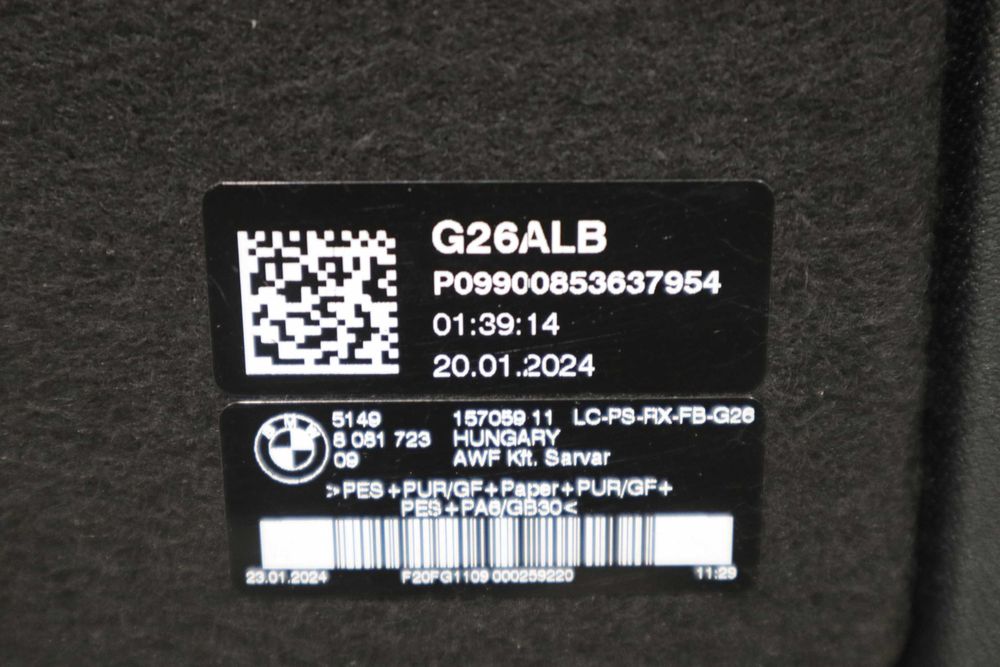 G26ALB
P09900853637954
01:39:14
20.01.2024
BMW
5149 157059 11 LC-PS-FIX-FB-G26
8 081 723 HUNGARY
09 AWF Kft. Sarvar
>PES+PUR/GF+Paper+PUR/GF+
PES+PA6/GB30<
23.01.2024 F20FG1109 000259220 11:29